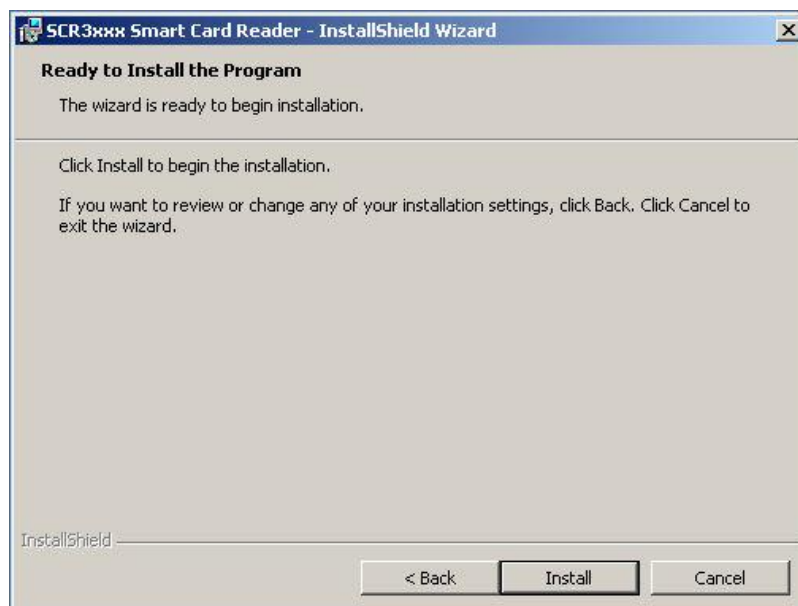 SCR3xxx Smart Card Reader - InstallShield Wizard
Ready to Install the Program
The wizard is ready to begin installation.
Click Install to begin the installation.
If you want to review or change any of your installation settings, click Back. Click Cancel to
exit the wizard.
InstallShield
< Back Install Cancel